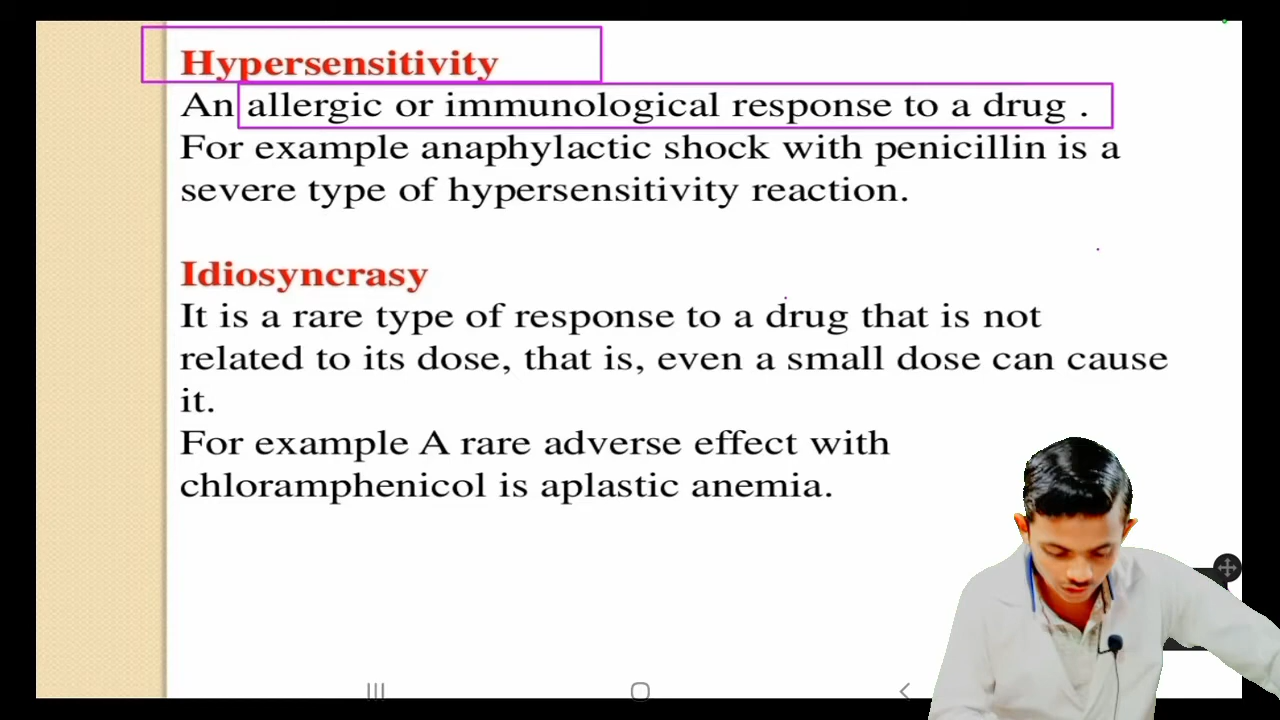 Hypersensitivity
An allergic or immunological response to a drug .
For example anaphylactic shock with penicillin is a
severe type of hypersensitivity reaction.
Idiosyncrasy
It is a rare type of response to a drug that is not
related to its dose, that is, even a small dose can cause
it.
For example A rare adverse effect with
chloramphenicol is aplastic anemia.